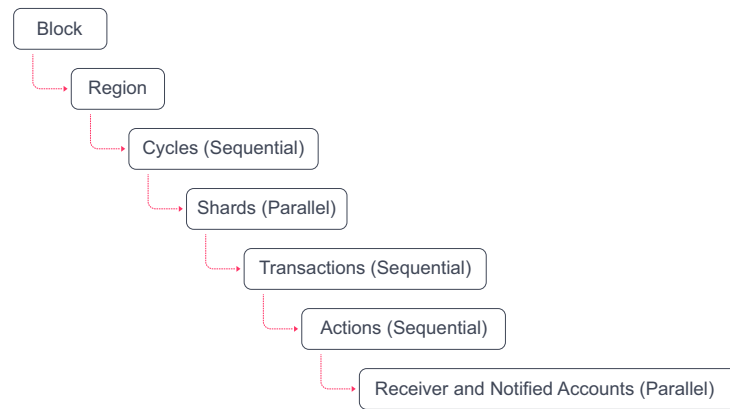 Block
Region
Cycles (Sequential)
Shards (Parallel)
Transactions (Sequential)
Actions (Sequential)
Receiver and Notified Accounts (Parallel)